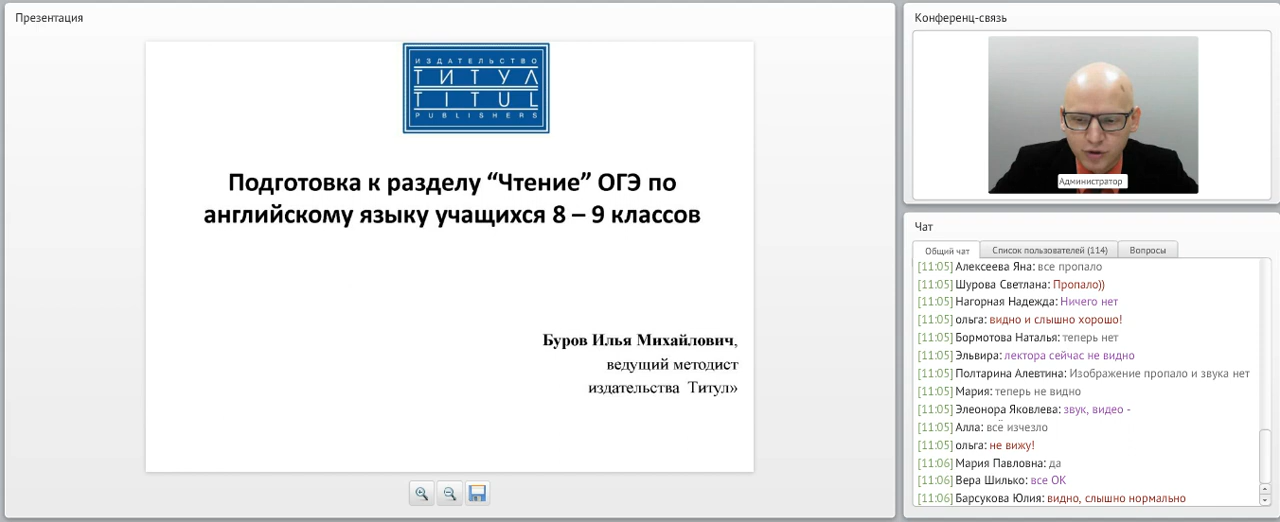 Презентация
ИЗДАТЕЛЬСТВО
ТИТУЛ
TITUL
PUBLISHERS
Подготовка к разделу “Чтение” ОГЭ по
английскому языку учащихся 8 – 9 классов
Буров Илья Михайлович,
ведущий методист
издательства Титул»
Конференц-связь
Администратор
Чат
Общий чат
Список пользователей (114)
Вопросы
[11:05] Алексеева Яна: все пропало
[11:05] Шурова Светлана: Пропало))
[11:05] Нагорная Надежда: Ничего нет
[11:05] ольга: видно и слышно хорошо!
[11:05] Бормотова Наталья: теперь нет
[11:05] Эльвира: лектора сейчас не видно
[11:05] Полтарина Алевтина: Изображение пропало и звука нет
[11:05] Мария: теперь не видно
[11:05] Элеонора Яковлева: звук, видео -
[11:05] Алла: всё изчезло
[11:05] ольга: не вижу!
[11:06] Мария Павловна: да
[11:06] Вера Шилько: все ОК
[11:06] Барсукова Юлия: видно, слышно нормально